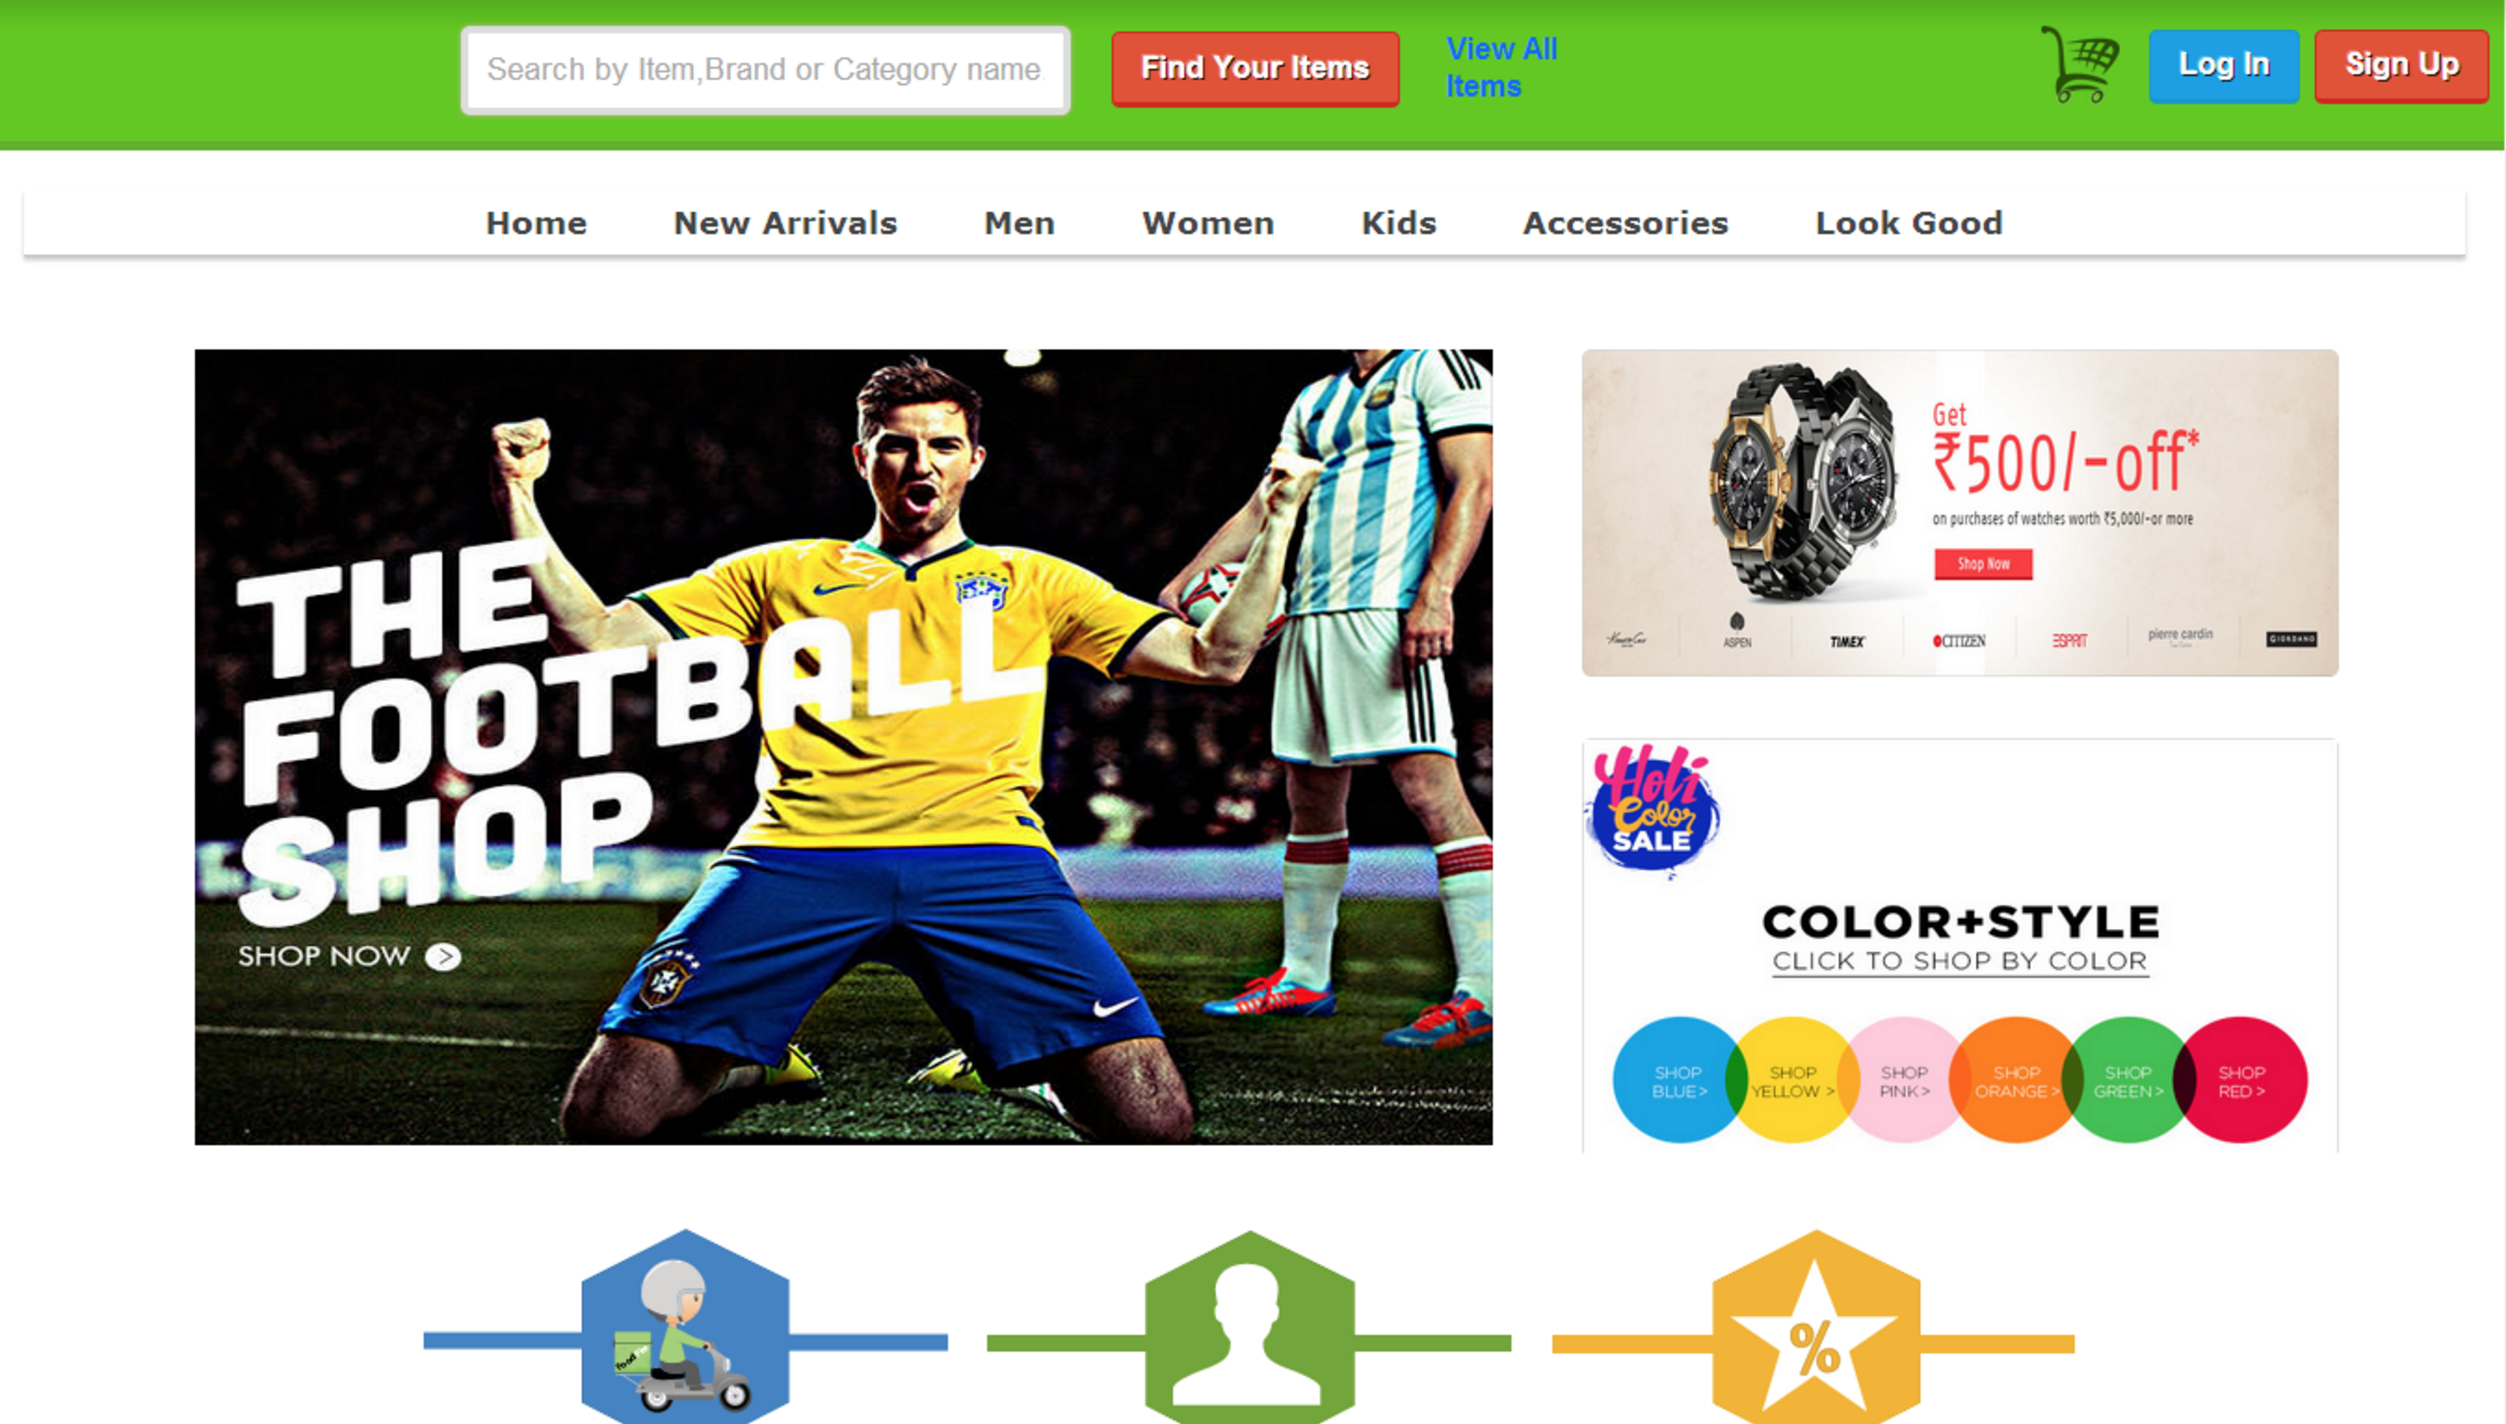 Search by Item,Brand or Category name.
Find Your Items
View All
Items
Log In
Sign Up
Home
New Arrivals
Men
Women
Kids
Accessories
Look Good
THE
FOOTBALL
SHOP
SHOP NOW >
Get
₹500/-off*
on purchases of watches worth ₹5,000/-or more
Shop Now
ASPEN
TIMEX
CITIZEN
ESPRIT
pierre cardin
GIORDANO
Holi
Color
SALE
COLOR+STYLE
CLICK TO SHOP BY COLOR
SHOP
BLUE>
SHOP
YELLOW >
SHOP
PINK>
SHOP
ORANGE >
SHOP
GREEN>
SHOP
RED >
%